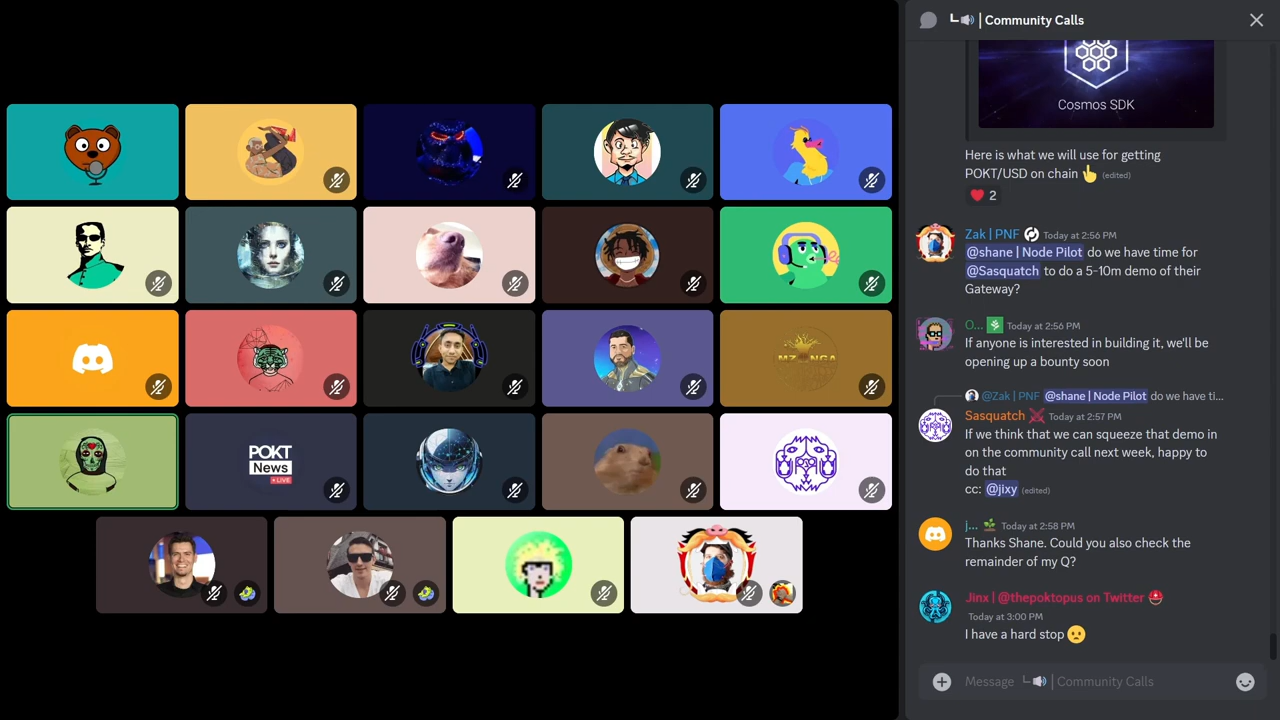 Community Calls
Cosmos SDK
Here is what we will use for getting
POKT/USD on chain 👆 (edited)
❤️ 2
Zak | PNF Today at 2:56 PM
@shane | Node Pilot do we have time for
@Sasquatch to do a 5-10m demo of their
Gateway?
O... Today at 2:56 PM
If anyone is interested in building it, we'll be
opening up a bounty soon
@Zak | PNF @shane | Node Pilot do we have ti...
Sasquatch Today at 2:57 PM
If we think that we can squeeze that demo in
on the community call next week, happy to
do that
cc: @jixy (edited)
j... Today at 2:58 PM
Thanks Shane. Could you also check the
remainder of my Q?
Jinx | @thepoktopus on Twitter
Today at 3:00 PM
I have a hard stop 😦
Message Community Calls
POKT
News
LIVE